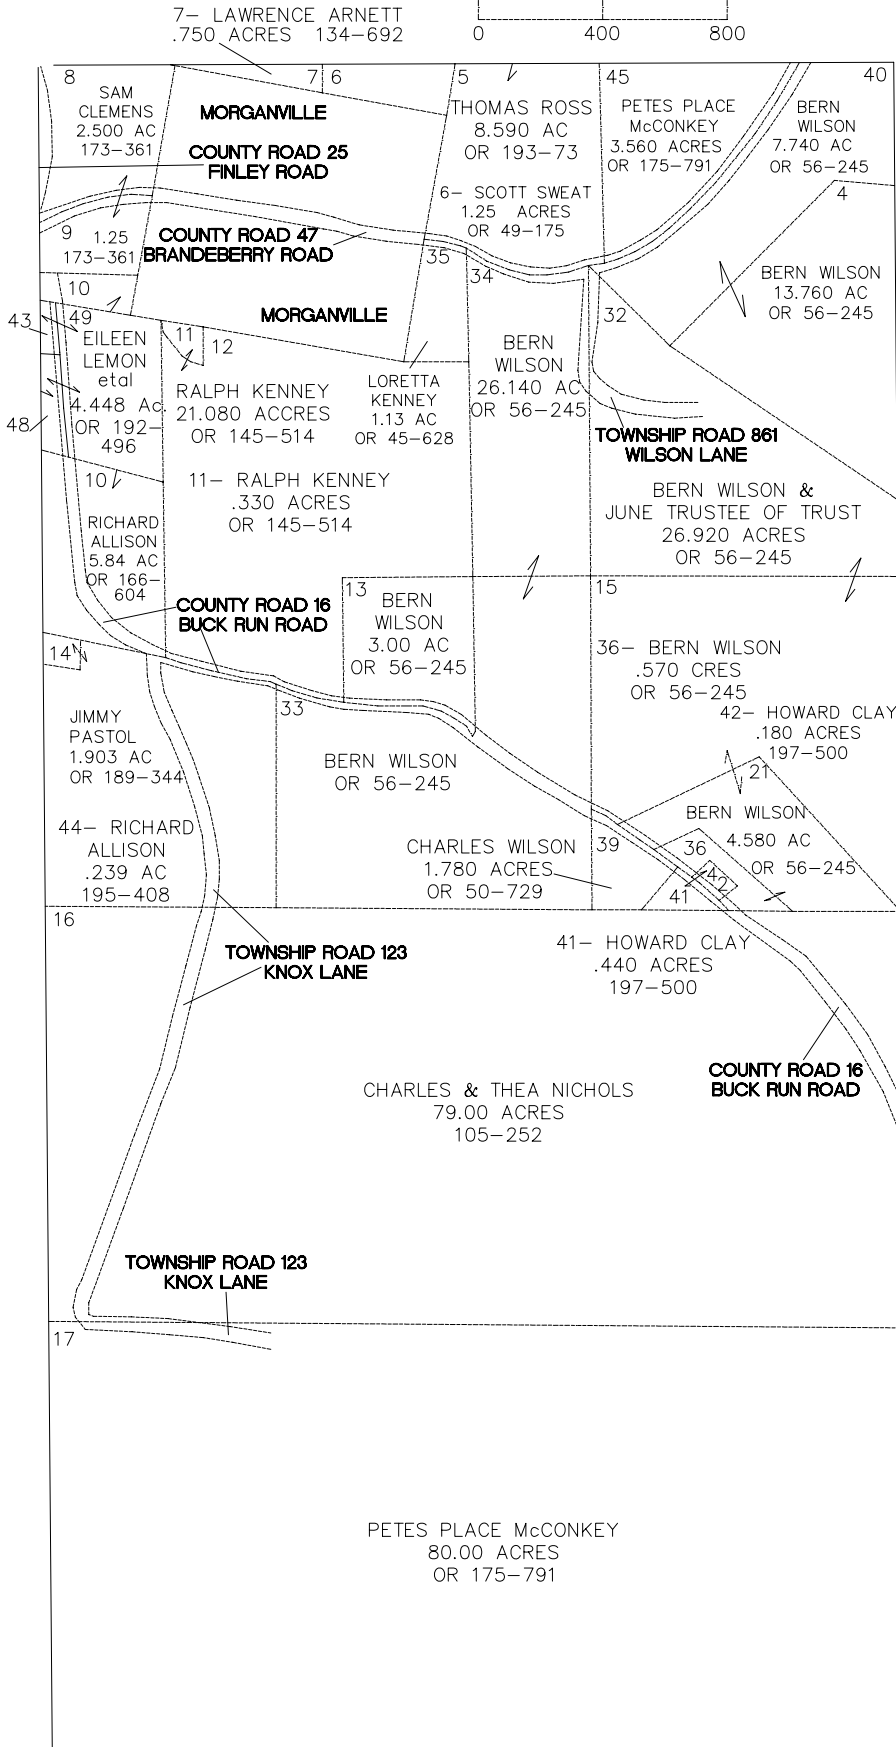 7- LAWRENCE ARNETT
.750 ACRES 134-692
0 400 800
8
7
6
5
45
40
SAM
CLEMENS
2.500 AC
173-361
MORGANVILLE
THOMAS ROSS
8.590 AC
OR 193-73
PETES PLACE
McCONKEY
3.560 ACRES
OR 175-791
BERN
WILSON
7.740 AC
OR 56-245
COUNTY ROAD 25
FINLEY ROAD
6- SCOTT SWEAT
1.25 ACRES
OR 49-175
4
9
1.25
173-361
COUNTY ROAD 47
BRANDEBERRY ROAD
35
34
BERN WILSON
13.760 AC
OR 56-245
10
49
43
MORGANVILLE
32
11
12
EILEEN
LEMON
etal
4.448 Ac.
OR 192-
496
48
RALPH KENNEY
21.080 ACCRES
OR 145-514
LORETTA
KENNEY
1.13 AC
OR 45-628
BERN
WILSON
26.140 AC
OR 56-245
TOWNSHIP ROAD 861
WILSON LANE
10
11- RALPH KENNEY
.330 ACRES
OR 145-514
BERN WILSON &
JUNE TRUSTEE OF TRUST
26.920 ACRES
OR 56-245
RICHARD
ALLISON
5.84 AC
OR 166-
604
COUNTY ROAD 16
BUCK RUN ROAD
13
BERN
WILSON
3.00 AC
OR 56-245
15
14
36- BERN WILSON
.570 CRES
OR 56-245
33
JIMMY
PASTOL
1.903 AC
OR 189-344
42- HOWARD CLAY
.180 ACRES
197-500
BERN WILSON
OR 56-245
21
BERN WILSON
4.580 AC
OR 56-245
44- RICHARD
ALLISON
.239 AC
195-408
CHARLES WILSON
1.780 ACRES
OR 50-729
39
36
42
41
16
TOWNSHIP ROAD 123
KNOX LANE
41- HOWARD CLAY
.440 ACRES
197-500
COUNTY ROAD 16
BUCK RUN ROAD
CHARLES & THEA NICHOLS
79.00 ACRES
105-252
TOWNSHIP ROAD 123
KNOX LANE
17
PETES PLACE McCONKEY
80.00 ACRES
OR 175-791